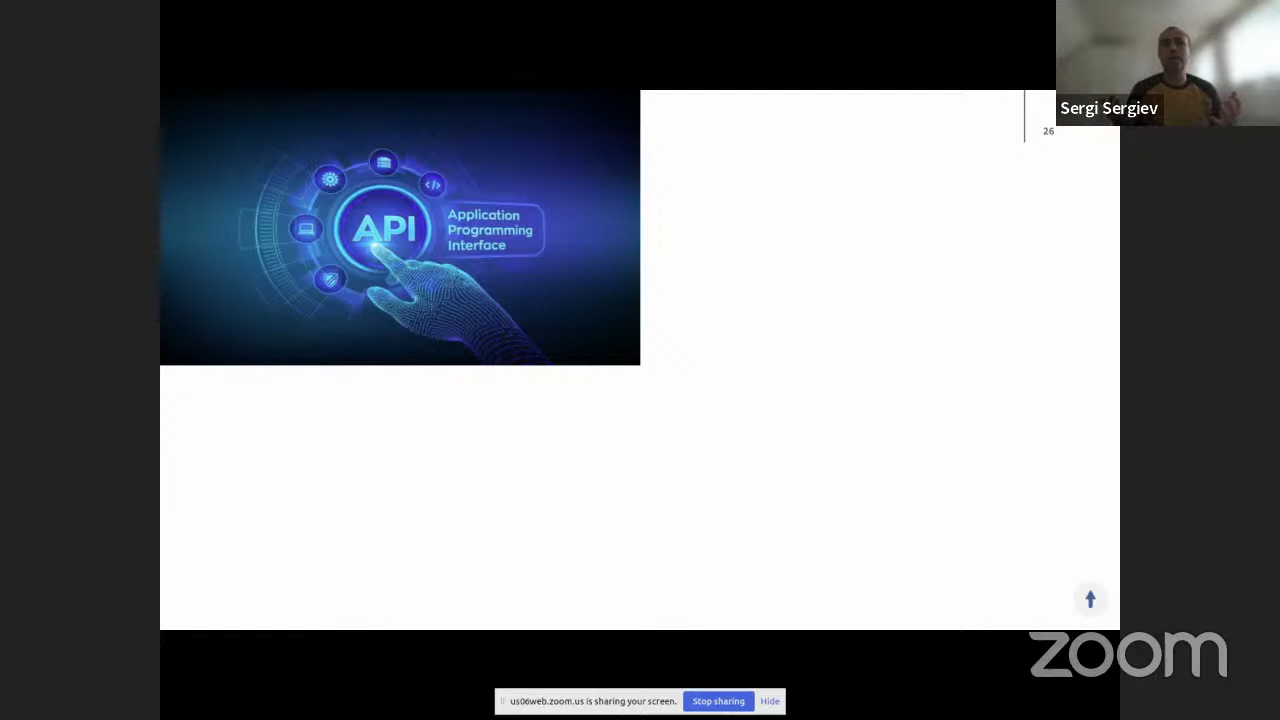 Sergi Sergiev
26
API
Application
Programming
Interface
</>
zoom
us06web.zoom.us is sharing your screen. Stop sharing Hide